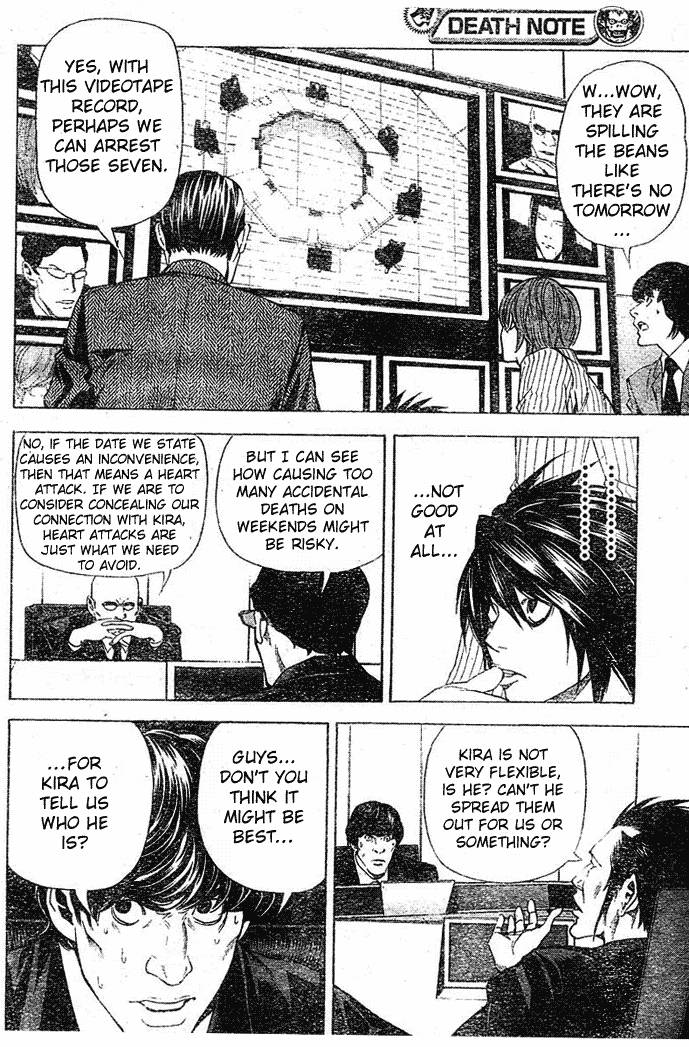 DEATH NOTE
W...WOW,
THEY ARE
SPILLING
THE BEANS
LIKE
THERE'S NO
TOMORROW
...
YES, WITH
THIS VIDEOTAPE
RECORD,
PERHAPS WE
CAN ARREST
THOSE SEVEN.
...NOT
GOOD
AT
ALL...
BUT I CAN SEE
HOW CAUSING TOO
MANY ACCIDENTAL
DEATHS ON
WEEKENDS MIGHT
BE RISKY.
NO, IF THE DATE WE STATE
CAUSES AN INCONVENIENCE,
THEN THAT MEANS A HEART
ATTACK. IF WE ARE TO
CONSIDER CONCEALING OUR
CONNECTION WITH KIRA,
HEART ATTACKS ARE
JUST WHAT WE NEED
TO AVOID.
KIRA IS NOT
VERY FLEXIBLE,
IS HE? CAN'T HE
SPREAD THEM
OUT FOR US OR
SOMETHING?
GUYS...
DON'T YOU
THINK IT
MIGHT BE
BEST...
...FOR
KIRA TO
TELL US
WHO HE
IS?